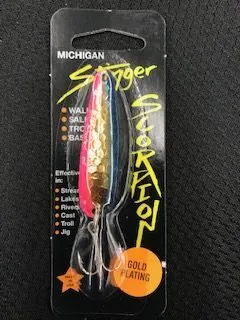 MICHIGAN
Stinger
SCORPION
• WAL
• SAL
• TRO
• BAS
Effective
in:
• Stream
• Lakes
• Rivers
• Cast
• Troll
• Jig
GOLD
PLATING